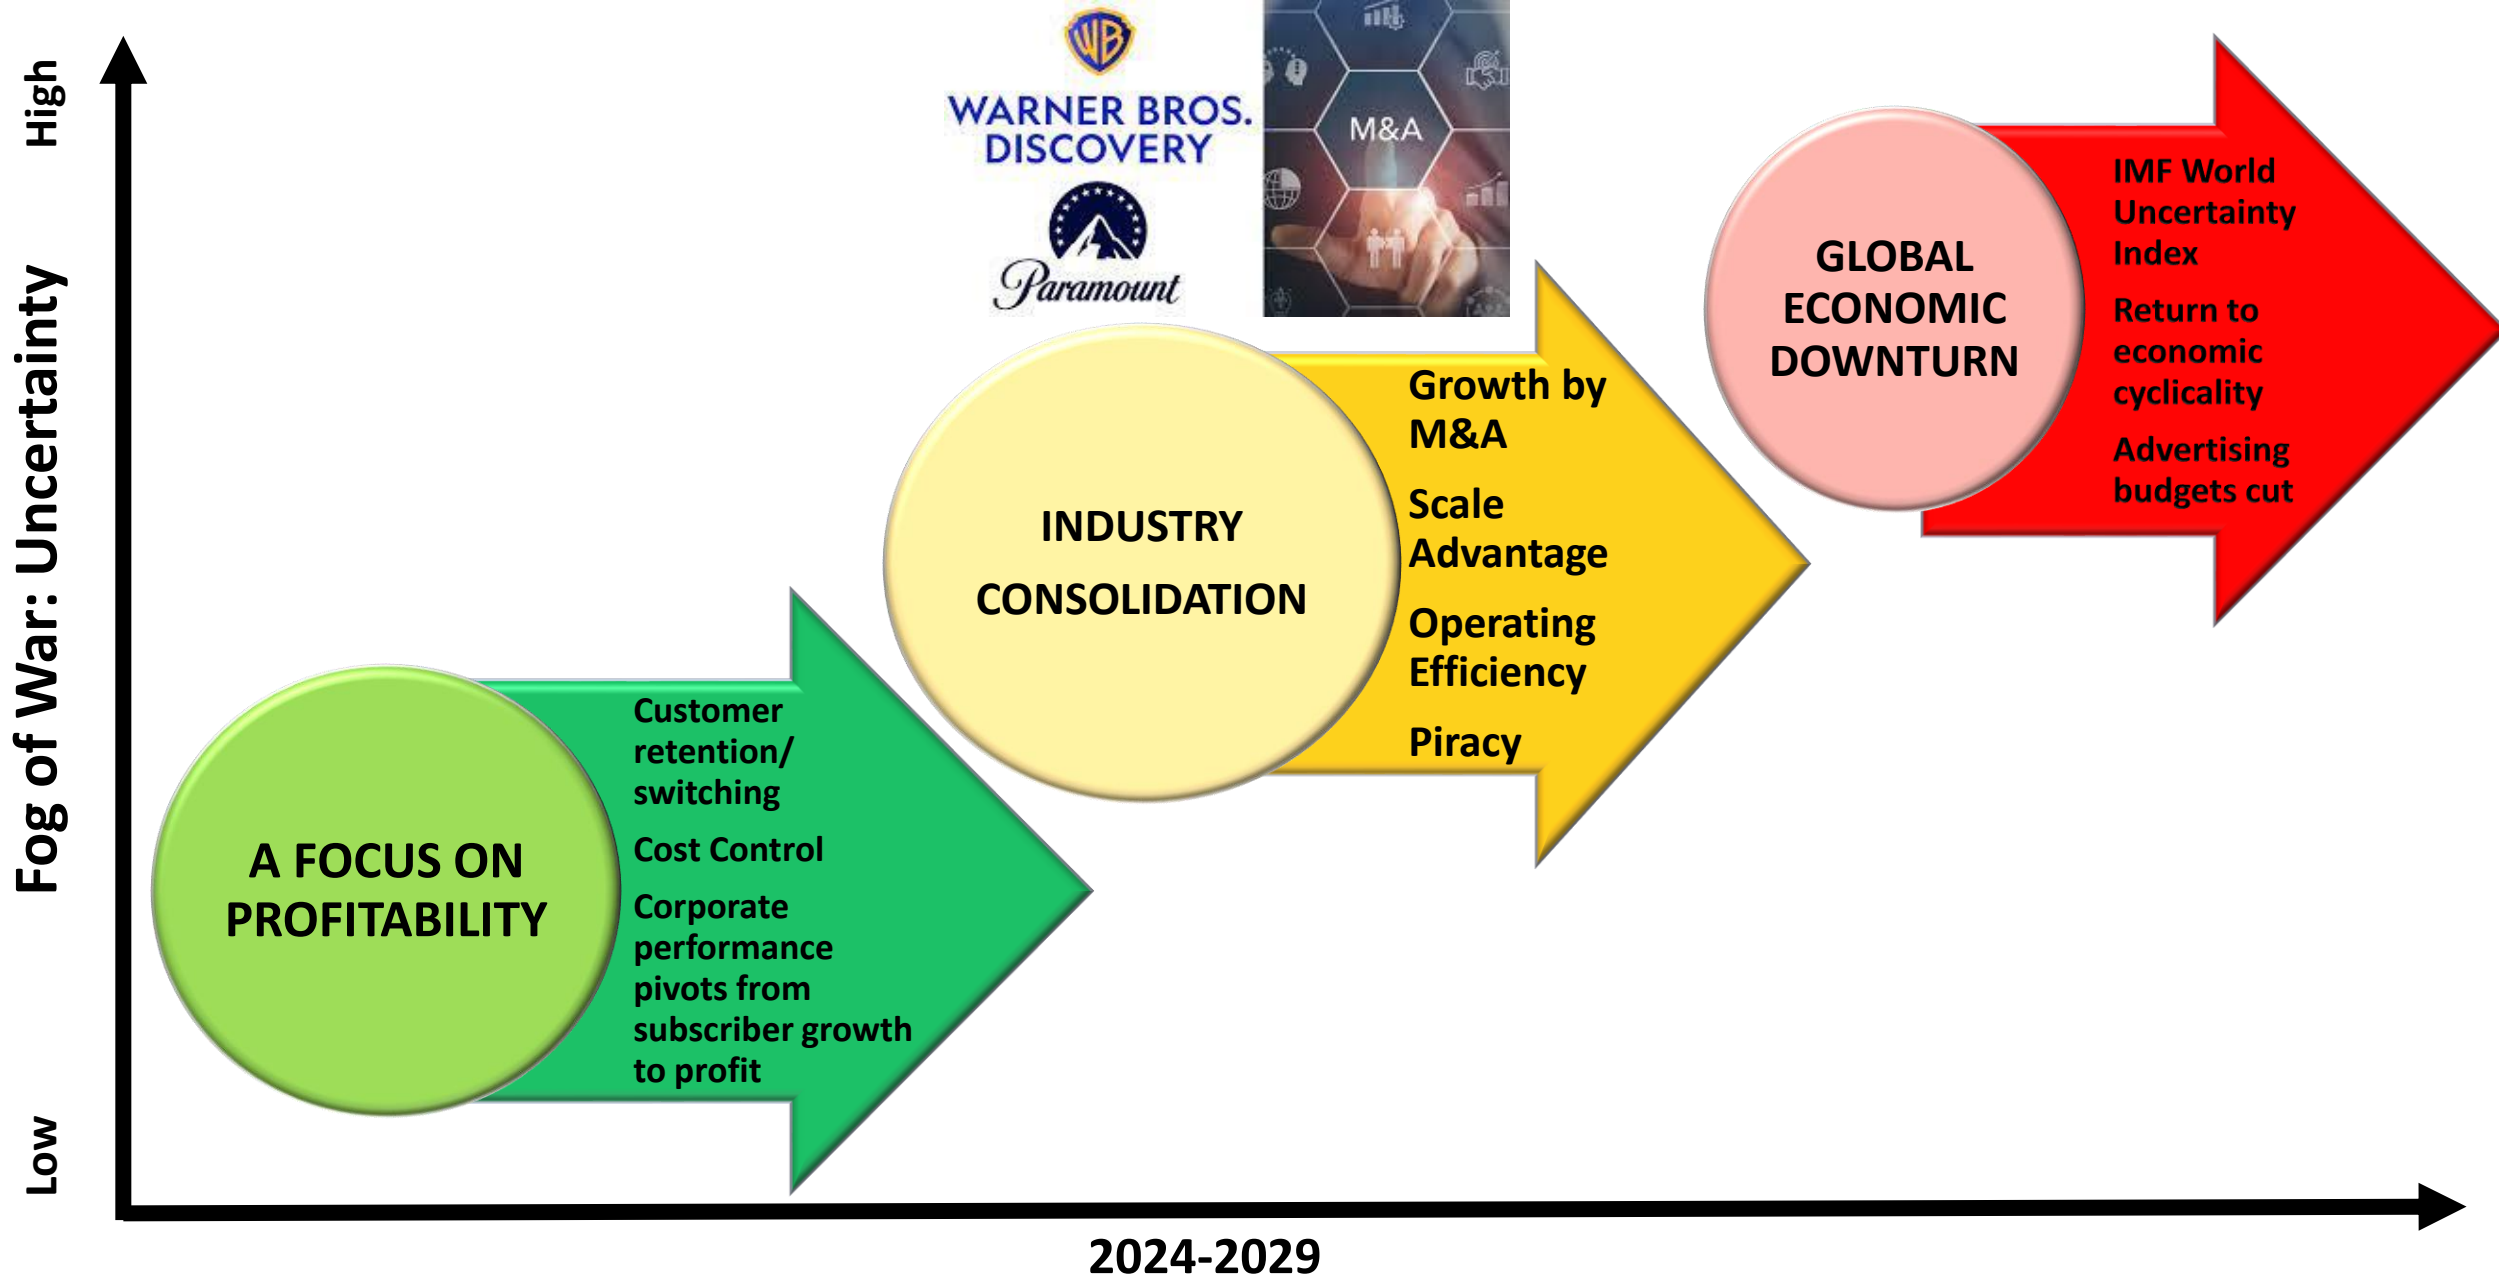 High
Fog of War: Uncertainty
Low
WB
WARNER BROS.
DISCOVERY
Paramount
M&A
A FOCUS ON
PROFITABILITY
Customer
retention/
switching
Cost Control
Corporate
performance
pivots from
subscriber growth
to profit
INDUSTRY
CONSOLIDATION
Growth by
M&A
Scale
Advantage
Operating
Efficiency
Piracy
GLOBAL
ECONOMIC
DOWNTURN
IMF World
Uncertainty
Index
Return to
economic
cyclicality
Advertising
budgets cut
2024-2029